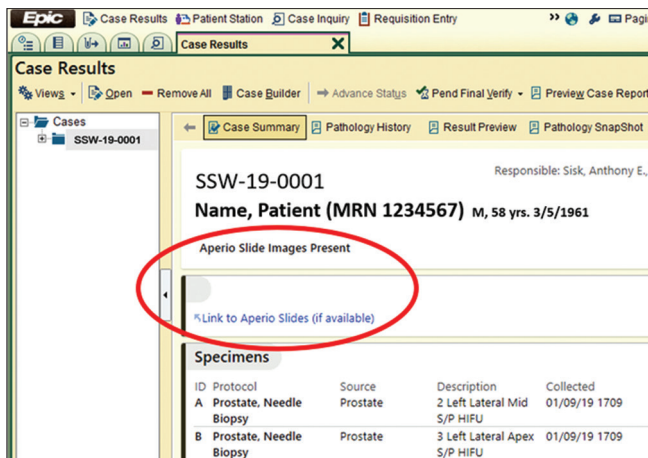 Epic Case Results Patient Station Case Inquiry Requisition Entry Pagi
Case Results X
Case Results
Views Open Remove All Case Builder Advance Status Pend Final Verify Preview Case Report
Cases
SSW-19-0001
Case Summary Pathology History Result Preview Pathology SnapShot
Responsible: Sisk, Anthony E.,
SSW-19-0001
Name, Patient (MRN 1234567) M, 58 yrs. 3/5/1961
Aperio Slide Images Present
Link to Aperio Slides (if available)
Specimens
ID Protocol Source Description Collected
A Prostate, Needle Prostate 2 Left Lateral Mid 01/09/19 1709
Biopsy S/P HIFU
B Prostate, Needle Prostate 3 Left Lateral Apex 01/09/19 1709
Biopsy S/P HIFU